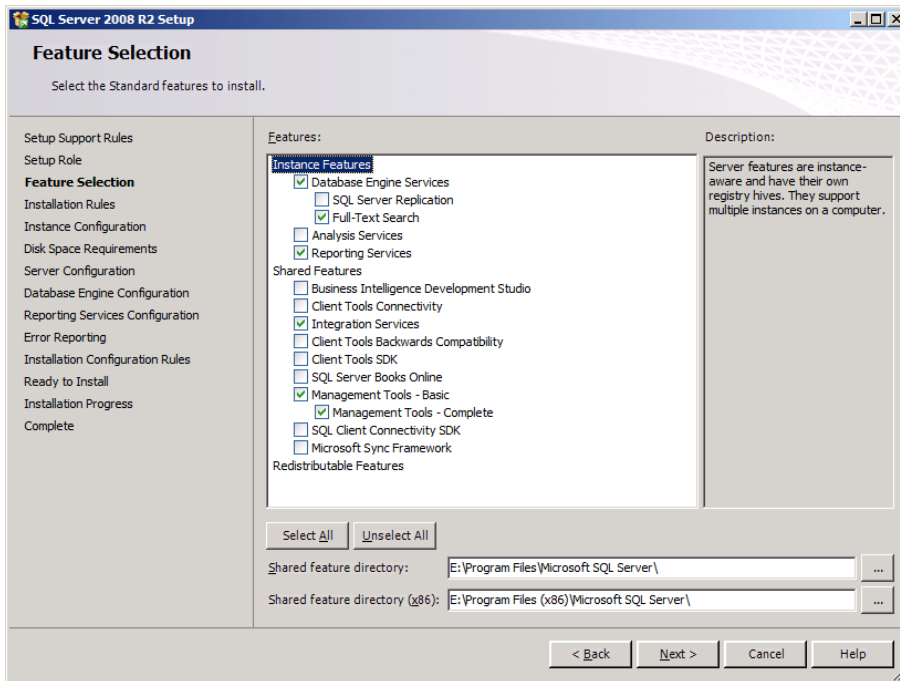 SQL Server 2008 R2 Setup
Feature Selection
Select the Standard features to install.
Setup Support Rules
Setup Role
Feature Selection
Installation Rules
Instance Configuration
Disk Space Requirements
Server Configuration
Database Engine Configuration
Reporting Services Configuration
Error Reporting
Installation Configuration Rules
Ready to Install
Installation Progress
Complete
Features:
Instance Features
Database Engine Services
SQL Server Replication
Full-Text Search
Analysis Services
Reporting Services
Shared Features
Business Intelligence Development Studio
Client Tools Connectivity
Integration Services
Client Tools Backwards Compatibility
Client Tools SDK
SQL Server Books Online
Management Tools - Basic
Management Tools - Complete
SQL Client Connectivity SDK
Microsoft Sync Framework
Redistributable Features
Description:
Server features are instance-
aware and have their own
registry hives. They support
multiple instances on a computer.
Select All
Unselect All
Shared feature directory:
E:\Program Files\Microsoft SQL Server\
...
Shared feature directory (x86):
E:\Program Files (x86)\Microsoft SQL Server\
...
< Back
Next >
Cancel
Help